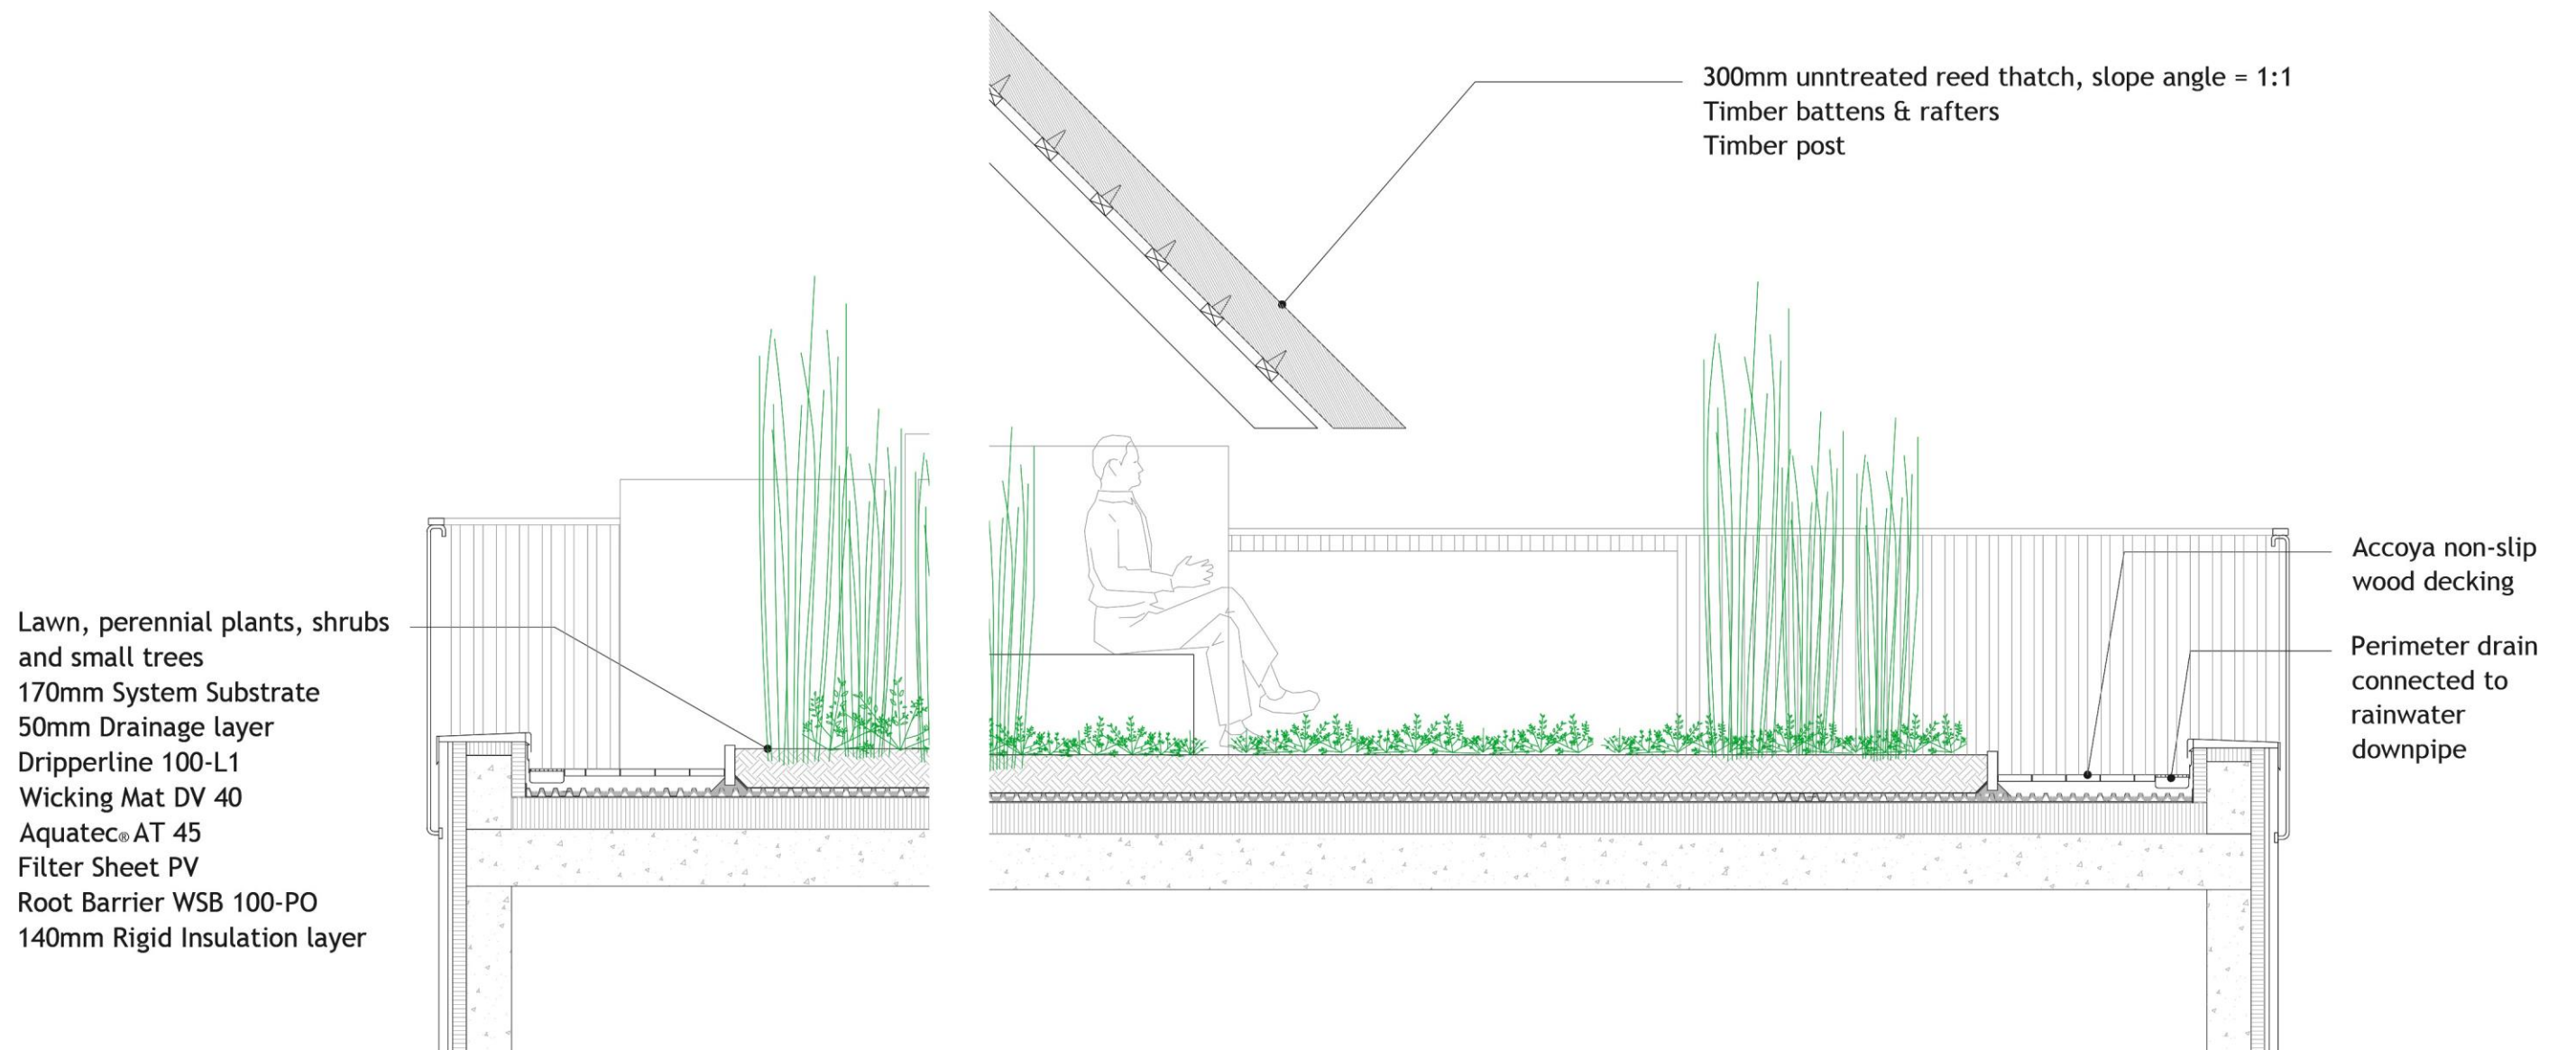 300mm unntreated reed thatch, slope angle = 1:1
Timber battens & rafters
Timber post
Accoya non-slip
wood decking
Perimeter drain
connected to
rainwater
downpipe
Lawn, perennial plants, shrubs
and small trees
170mm System Substrate
50mm Drainage layer
Dripperline 100-L1
Wicking Mat DV 40
Aquatec® AT 45
Filter Sheet PV
Root Barrier WSB 100-PO
140mm Rigid Insulation layer